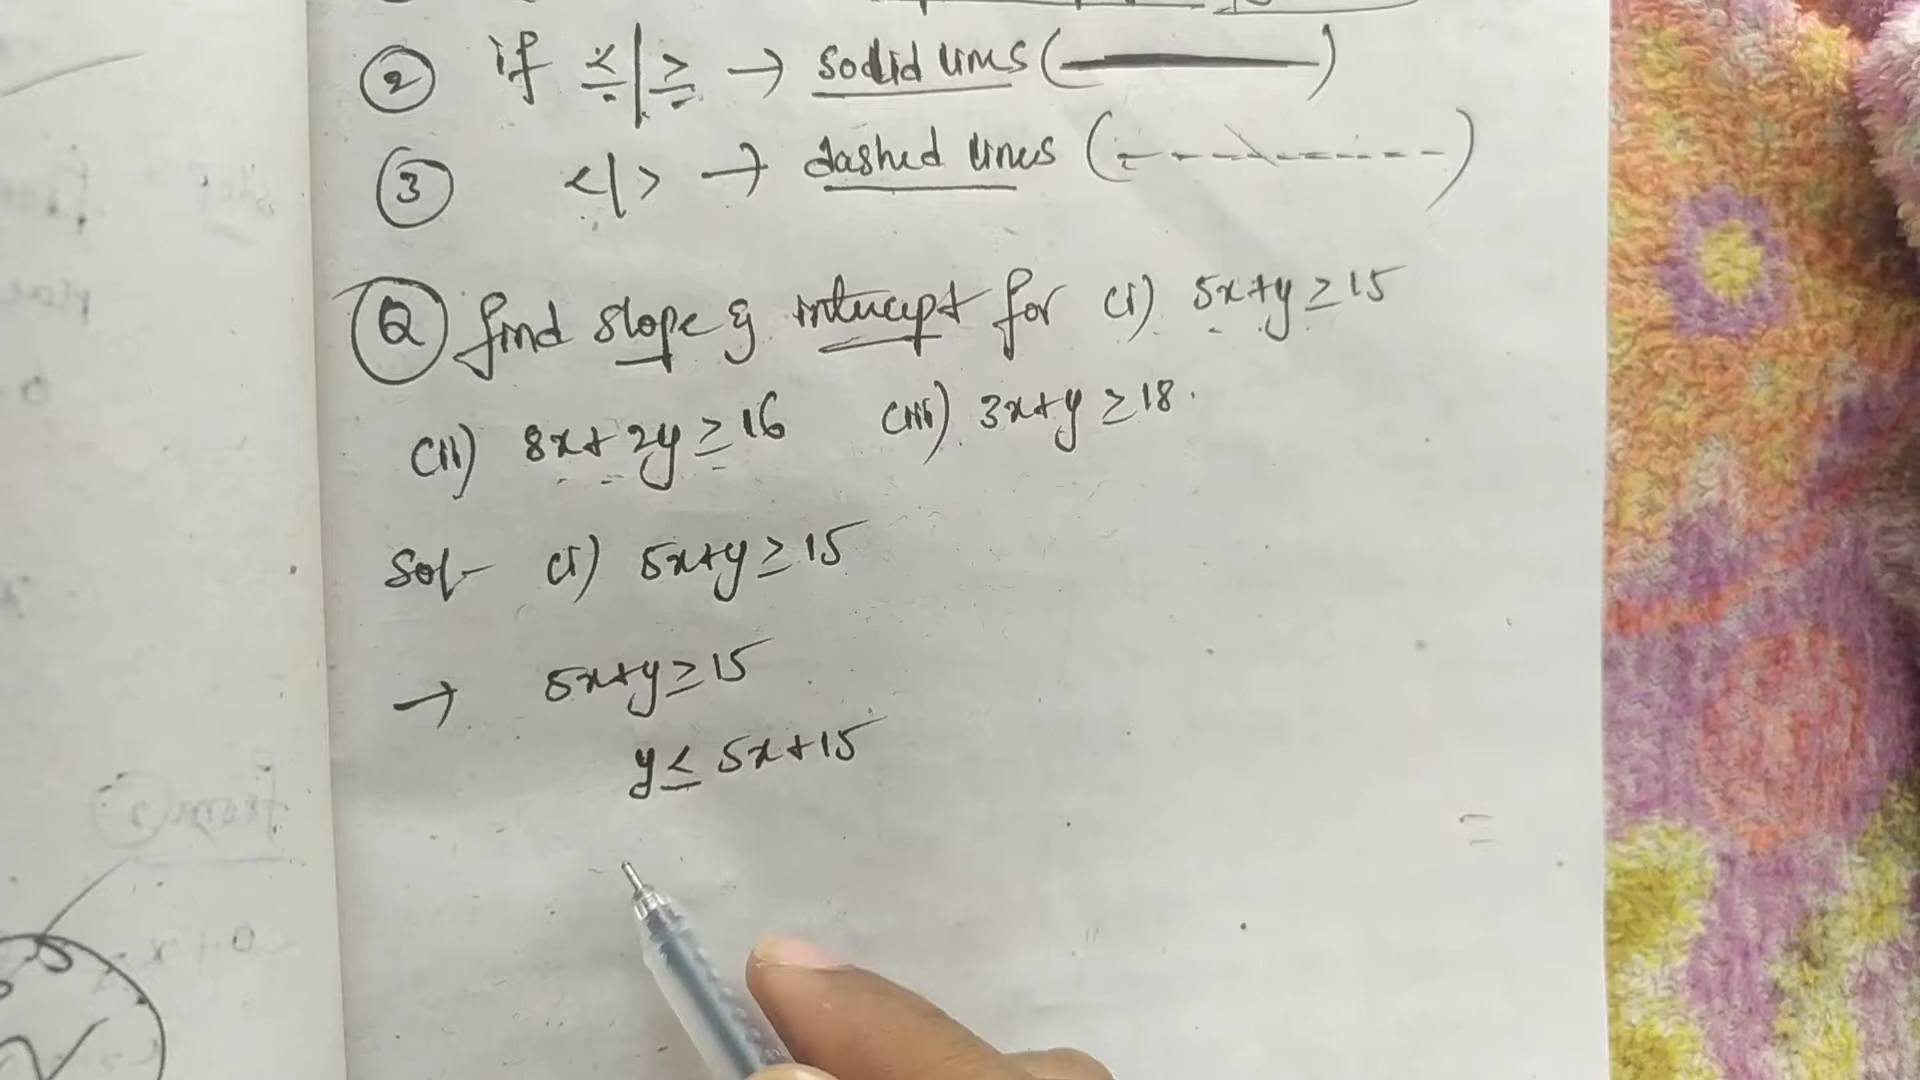 ② if ≤|≥ → sodlid lines (———)
③ <|> → dashed lines (---------)
Q find slope & intercept for (i) 5x+y ≥ 15
(ii) 8x+2y ≥ 16 (iii) 3x+y ≥ 18.
Sol- (i) 5x+y ≥ 15
→ 5x+y ≥ 15
y ≤ 5x+15